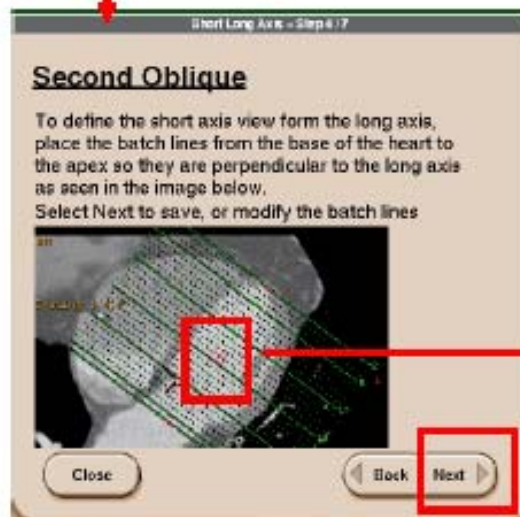 Short Long Axis - Step 4 / 7
Second Oblique
To define the short axis view form the long axis,
place the batch lines from the base of the heart to
the apex so they are perpendicular to the long axis
as seen in the image below.
Select Next to save, or modify the batch lines
Close
Back
Next